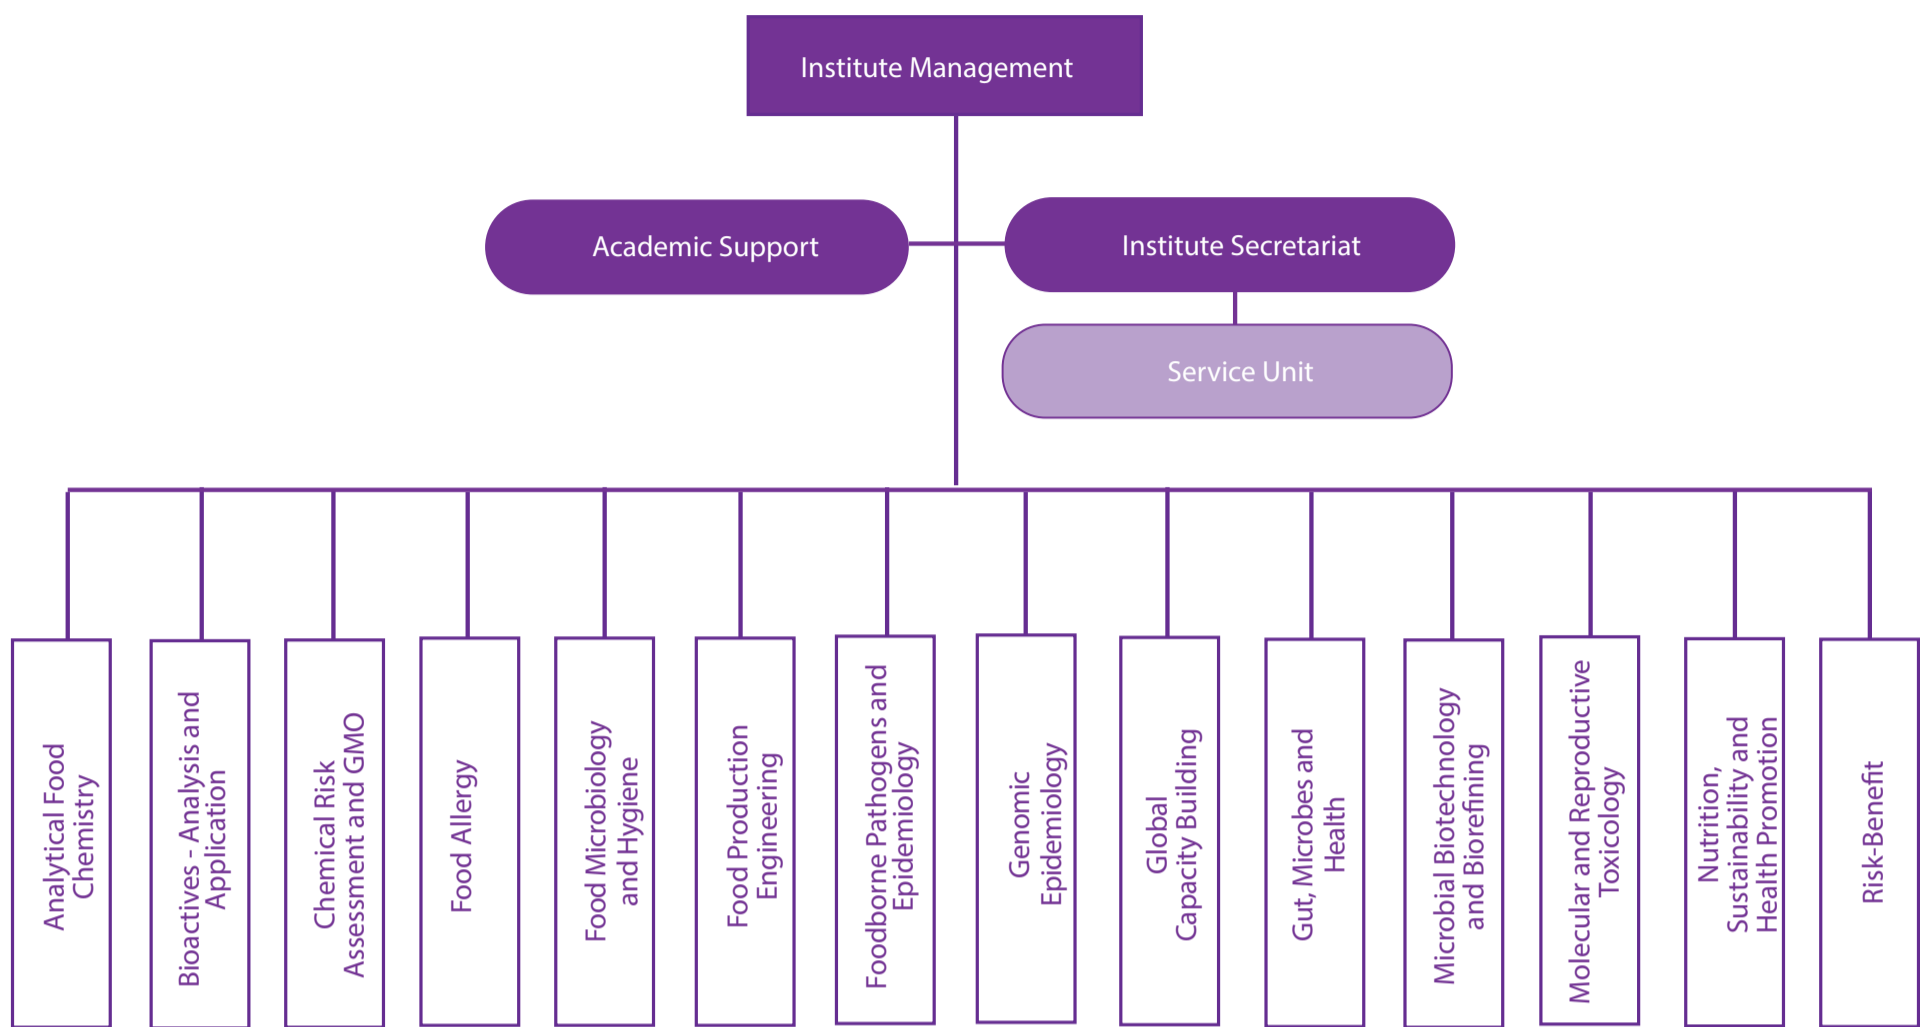 Institute Management
Academic Support
Institute Secretariat
Service Unit
Analytical Food
Chemistry
Bioactives - Analysis and
Application
Chemical Risk
Assessment and GMO
Food Allergy
Food Microbiology
and Hygiene
Food Production
Engineering
Foodborne Pathogens and
Epidemiology
Genomic
Epidemiology
Global
Capacity Building
Gut, Microbes and
Health
Microbial Biotechnology
and Biorefining
Molecular and Reproductive
Toxicology
Nutrition,
Sustainability and
Health Promotion
Risk-Benefit